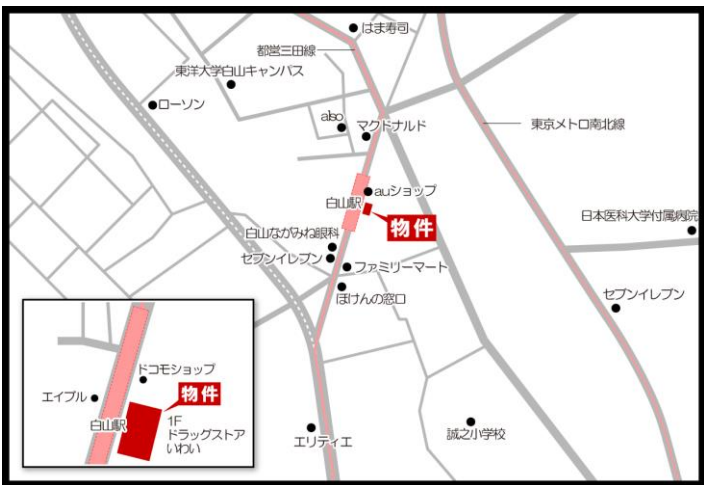 はま寿司
都営三田線
東洋大学白山キャンパス
ローソン
also
マクドナルド
東京メトロ南北線
auショップ
白山駅
物件
日本医科大学付属病院
白山ながみね眼科
セブンイレブン
ファミリーマート
ほけんの窓口
セブンイレブン
ドコモショップ
物件
エイブル
白山駅
1F
ドラッグストア
いわい
エリティエ
誠之小学校